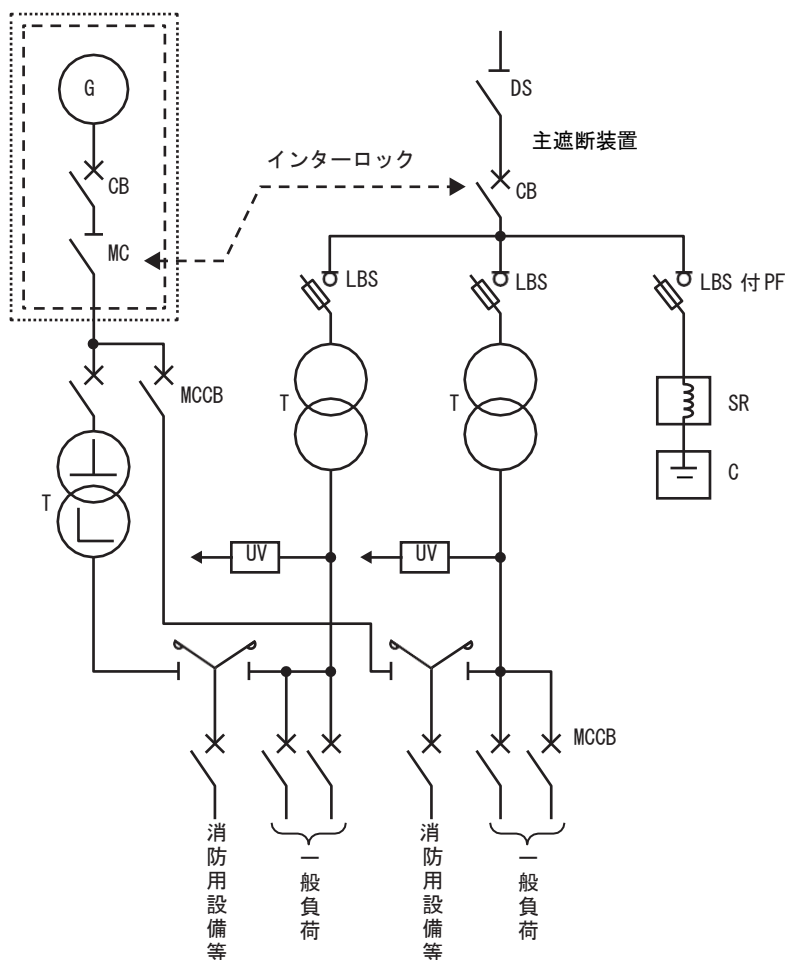 G
DS
主遮断装置
インターロック
CB
CB
MC
LBS
LBS
LBS 付 PF
MCCB
T
T
SR
C
T
UV
UV
MCCB
消防用設備等
一般負荷
消防用設備等
一般負荷